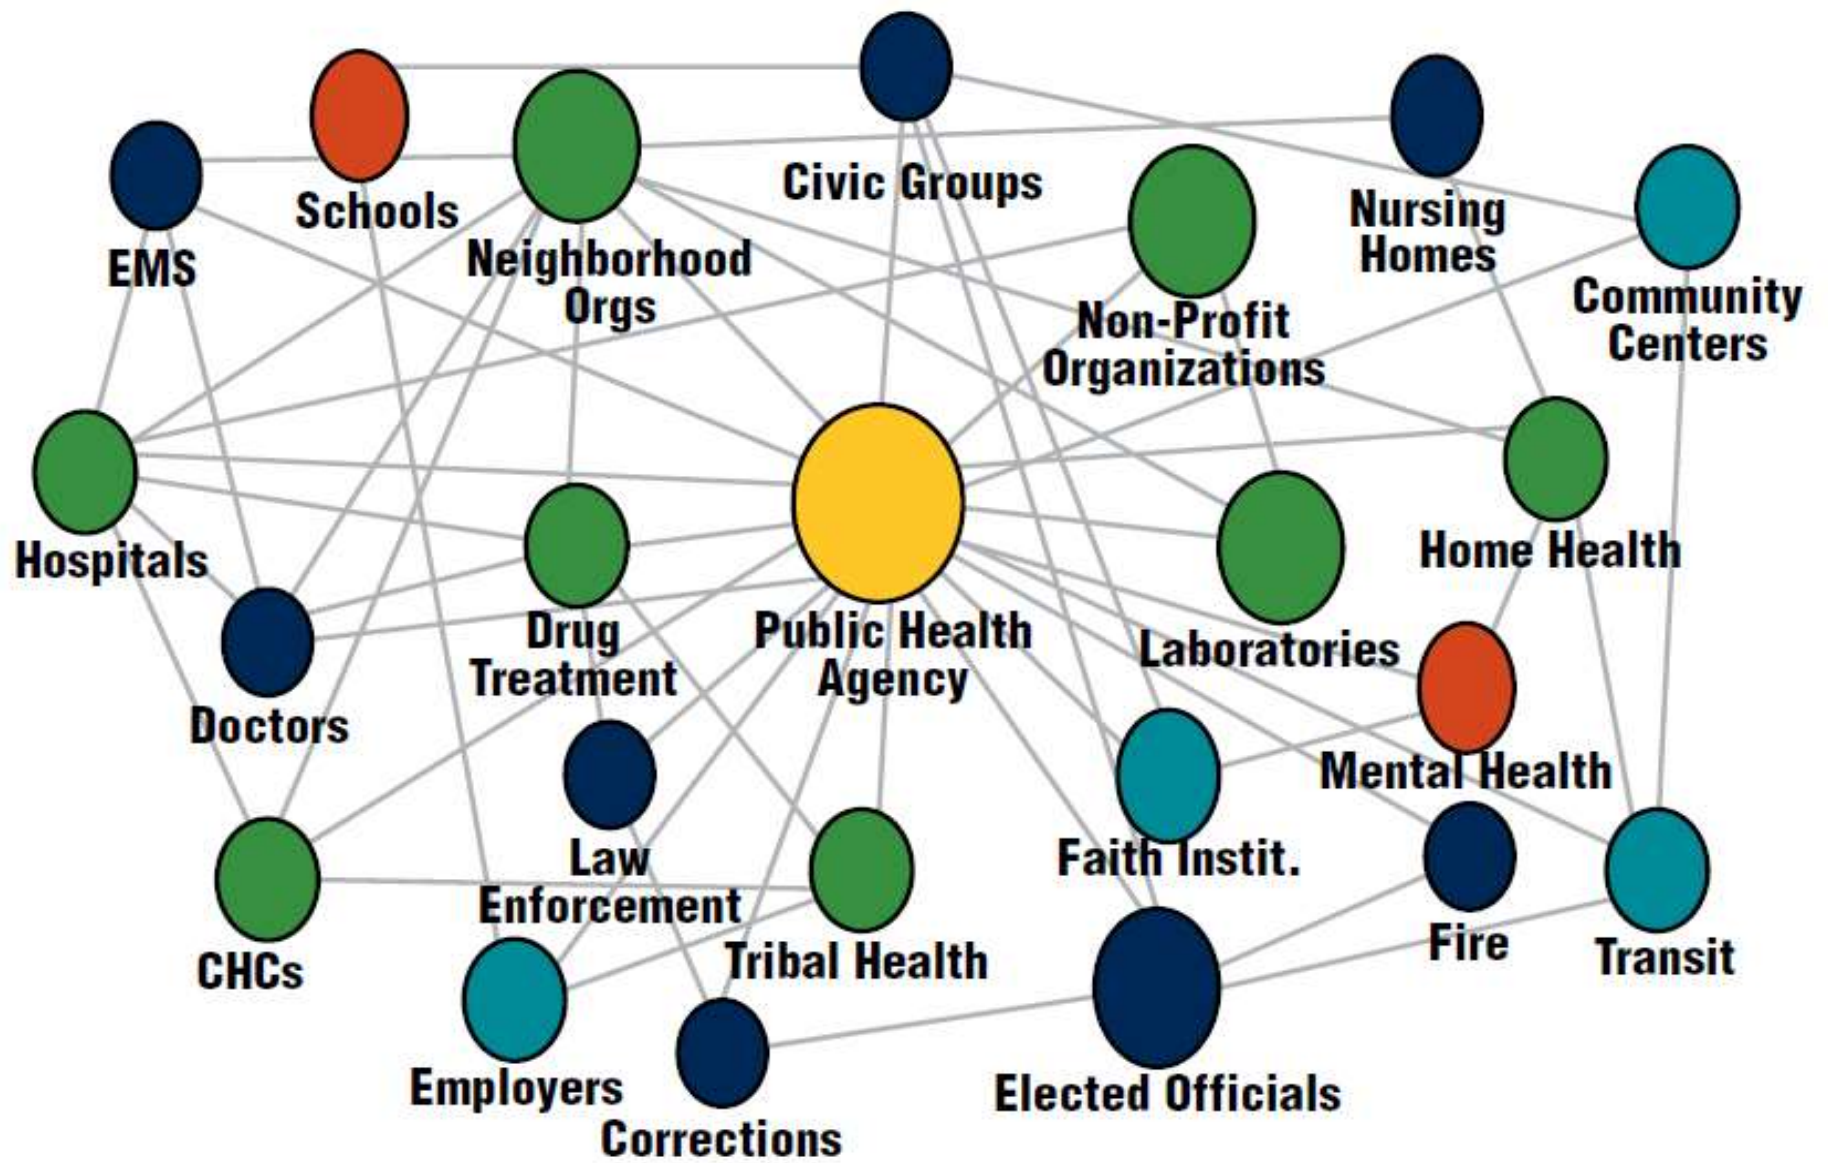 Civic Groups
Schools
Nursing
Homes
EMS
Neighborhood
Orgs
Non-Profit
Organizations
Community
Centers
Hospitals
Home Health
Drug
Treatment
Public Health
Agency
Laboratories
Doctors
Mental Health
Law
Enforcement
Faith Instit.
CHCs
Tribal Health
Fire
Transit
Employers
Corrections
Elected Officials